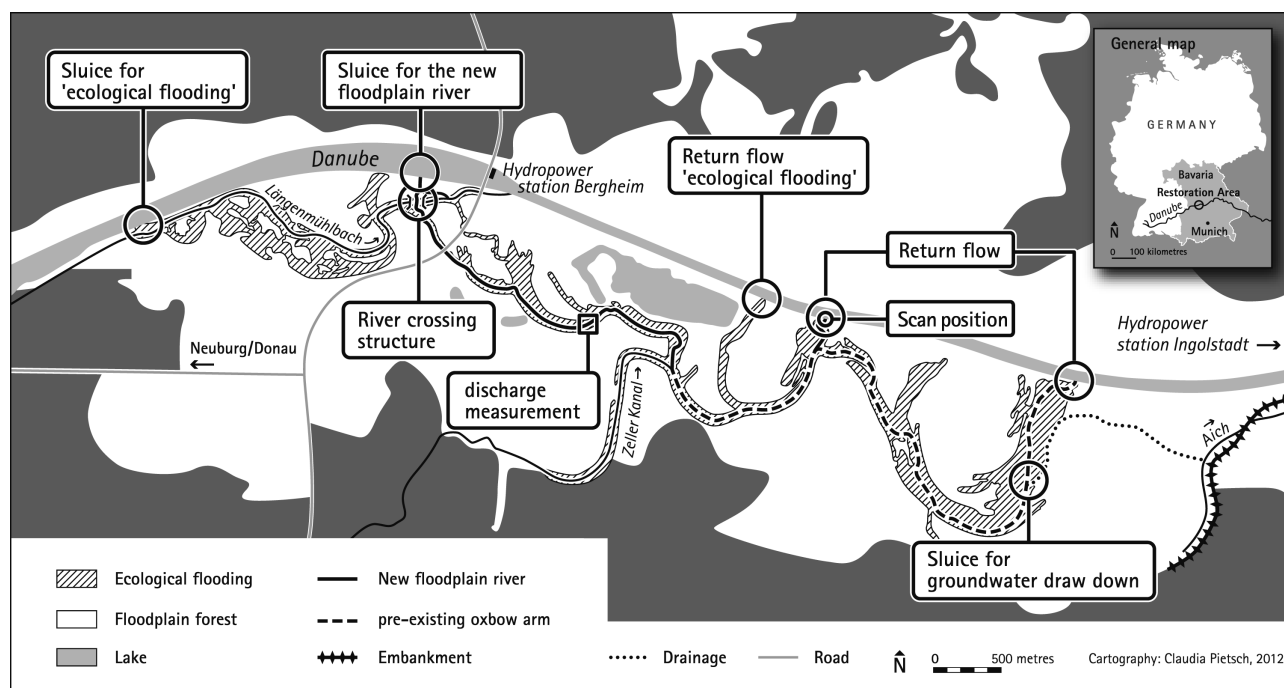 Sluice for
'ecological flooding'
Sluice for the new
floodplain river
General map
GERMANY
Bavaria
Restoration Area
Danube
Munich
N
0 100 kilometres
Danube
Hydropower
station Bergheim
Return flow
'ecological flooding'
Längenmühlbach
Return flow
River crossing
structure
Scan position
Hydropower
station Ingolstadt
Neuburg/Donau
discharge
measurement
Zeller Kanal
Aich
Sluice for
groundwater draw down
Ecological flooding
New floodplain river
Floodplain forest
pre-existing oxbow arm
Lake
Embankment
Drainage
Road
N
0 500 metres
Cartography: Claudia Pietsch, 2012